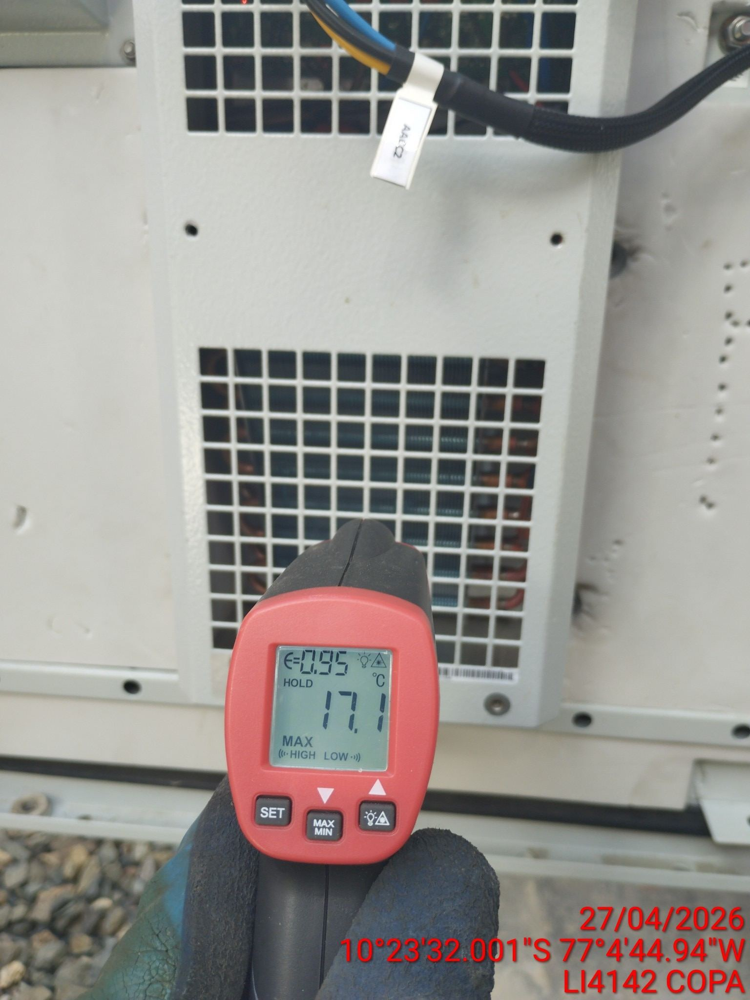 AARC2
Є=0.95
°C
HOLD
17.1
MAX
HIGH LOW
SET
MAX
MIN
27/04/2026
10°23'32.001"S 77°4'44.94"W
LI4142 COPA